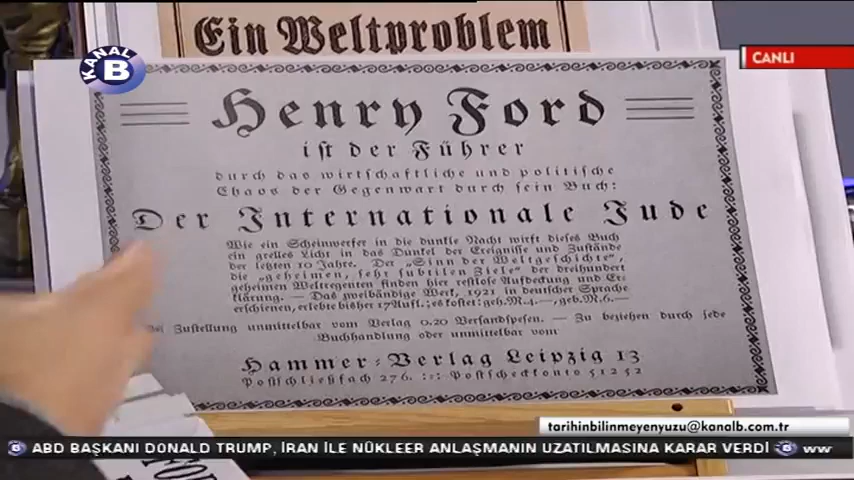 Ein Weltproblem
KANAL
B
CANLI
Henry Ford
ist der Führer
durch das wirtschaftliche und politische
Chaos der Gegenwart durch sein Buch:
Der Internationale Jude
Wie ein Scheinwerfer in die dunkle Nacht wirft dieses Buch
ein grelles Licht in das Dunkel der Ereignisse und Zustände
der letzten 10 Jahre. Der „Sinn der Weltgeschichte“,
die „geheimen, sehr subtilen Ziele“ der dreihundert
geheimen Weltregenten finden hier restlose Aufdeckung und Er-
klärung. — Das zweibändige Werk, 1921 in deutscher Sprache
erschienen, erlebte bisher 17 Aufl.; es kostet: geh. M. 4.—, geb. M. 6.—
Bei Zustellung unmittelbar vom Verlag 0.20 Versandspesen. — Zu beziehen durch jede
Buchhandlung oder unmittelbar vom
Hammer-Verlag Leipzig 13
Postschließfach 276. :-: Postscheckkonto 51252
tarihinbilinmeyenyuzu@kanalb.com.tr
ABD BAŞKANI DONALD TRUMP, İRAN İLE NÜKLEER ANLAŞMANIN UZATILMASINA KARAR VERDİ B ww